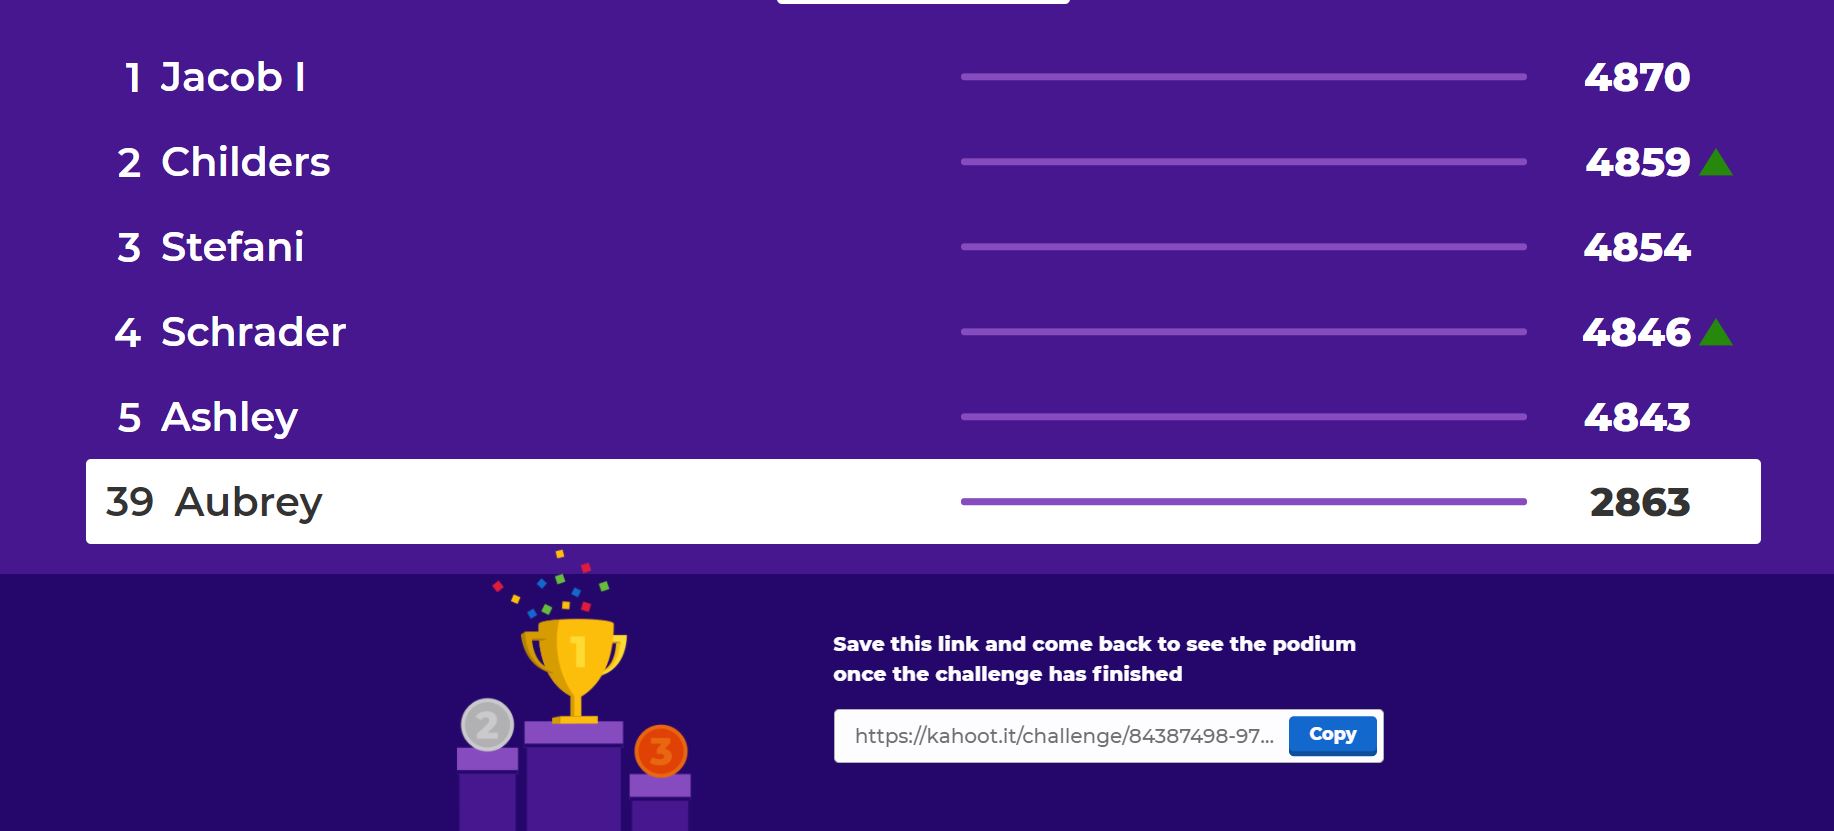 1 Jacob I 4870
2 Childers 4859
3 Stefani 4854
4 Schrader 4846
5 Ashley 4843
39 Aubrey 2863
1
2
3
Save this link and come back to see the podium
once the challenge has finished
https://kahoot.it/challenge/84387498-97... Copy